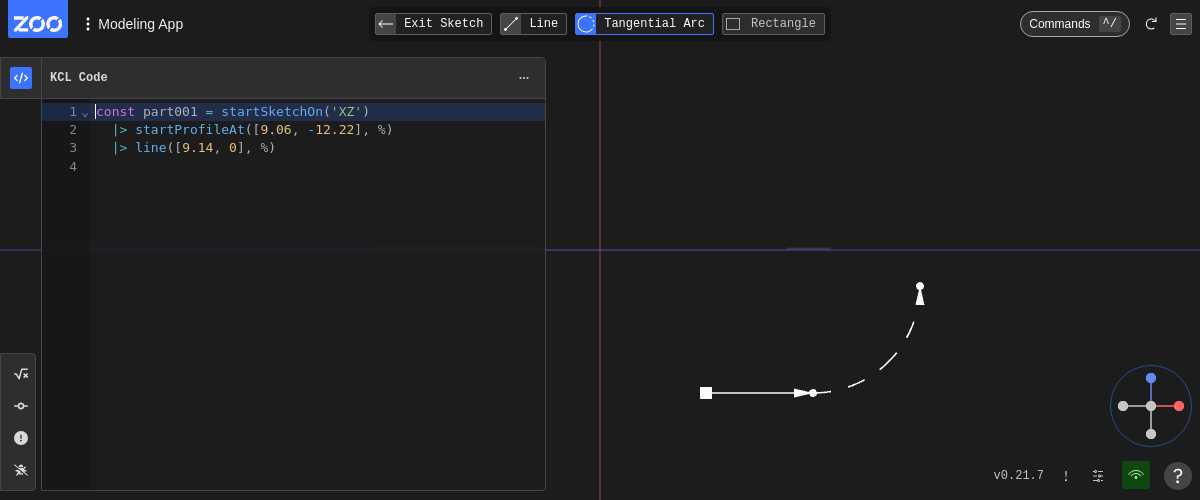 ZOO
Modeling App
Exit Sketch
Line
Tangential Arc
Rectangle
Commands ^/
KCL Code
1 const part001 = startSketchOn('XZ')
2 |> startProfileAt([9.06, -12.22], %)
3 |> line([9.14, 0], %)
4
v0.21.7
!
?